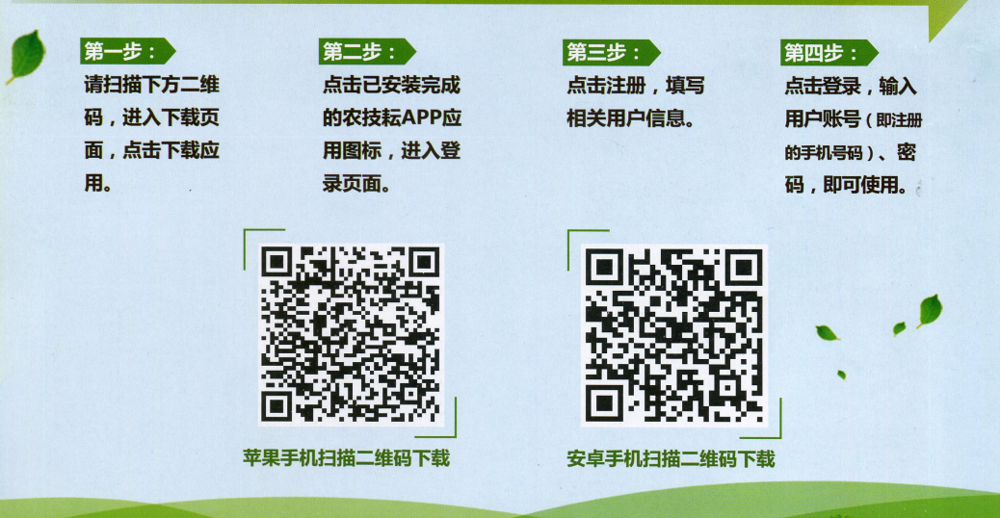 第一步：
请扫描下方二维
码，进入下载页
面，点击下载应
用。
第二步：
点击已安装完成
的农技耘APP应
用图标，进入登
录页面。
第三步：
点击注册，填写
相关用户信息。
第四步：
点击登录，输入
用户账号（即注册
的手机号码）、密
码，即可使用。
苹果手机扫描二维码下载
安卓手机扫描二维码下载